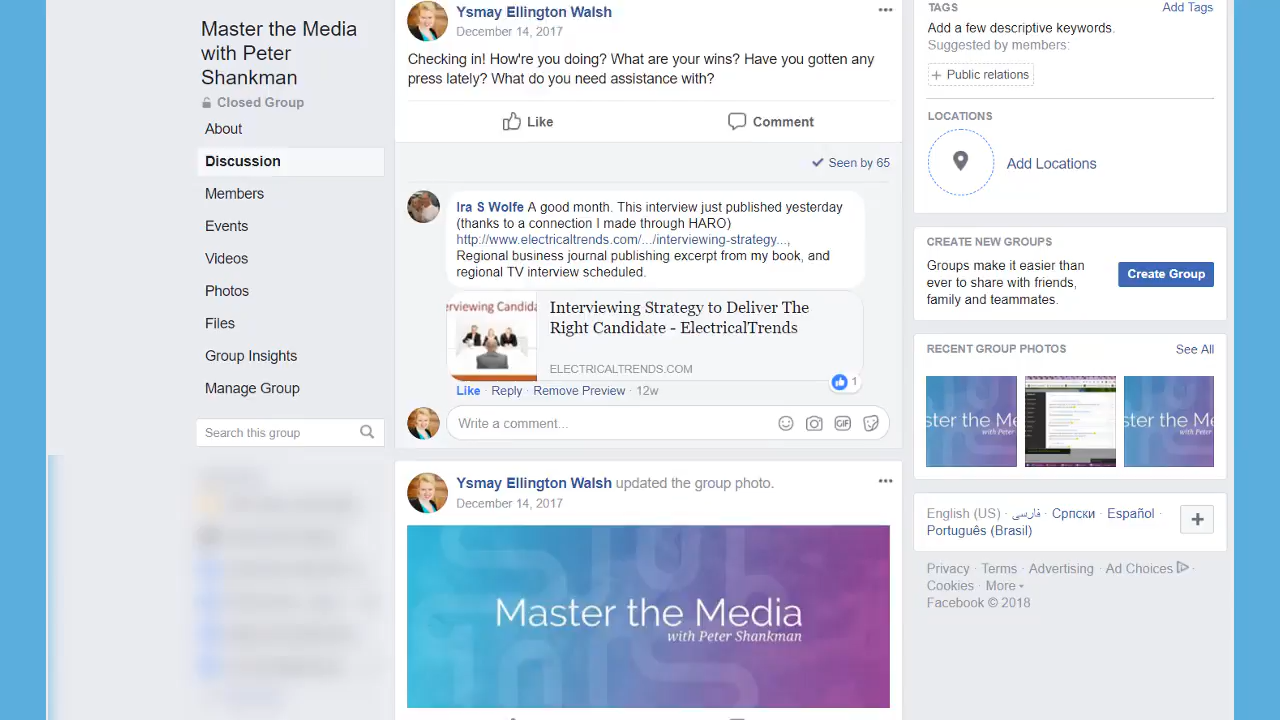 Master the Media
with Peter
Shankman
Closed Group
About
Discussion
Members
Events
Videos
Photos
Files
Group Insights
Manage Group
Search this group
Ysmay Ellington Walsh
December 14, 2017
Checking in! How're you doing? What are your wins? Have you gotten any
press lately? What do you need assistance with?
Like
Comment
Seen by 65
Ira S Wolfe A good month. This interview just published yesterday
(thanks to a connection I made through HARO)
http://www.electricaltrends.com/.../interviewing-strategy...,
Regional business journal publishing excerpt from my book, and
regional TV interview scheduled.
erviewing Candida
Interviewing Strategy to Deliver The
Right Candidate - ElectricalTrends
ELECTRICALTRENDS.COM
1
Like · Reply · Remove Preview · 12w
Write a comment...
GIF
Ysmay Ellington Walsh updated the group photo.
December 14, 2017
Master the Media
with Peter Shankman
TAGS
Add Tags
Add a few descriptive keywords.
Suggested by members:
+ Public relations
LOCATIONS
Add Locations
CREATE NEW GROUPS
Groups make it easier than
ever to share with friends,
family and teammates.
Create Group
RECENT GROUP PHOTOS
See All
ster the Me
with Peter
ster the Me
with Peter
English (US) · فارسی · Српски · Español ·
Português (Brasil)
Privacy · Terms · Advertising · Ad Choices ·
Cookies · More
Facebook © 2018